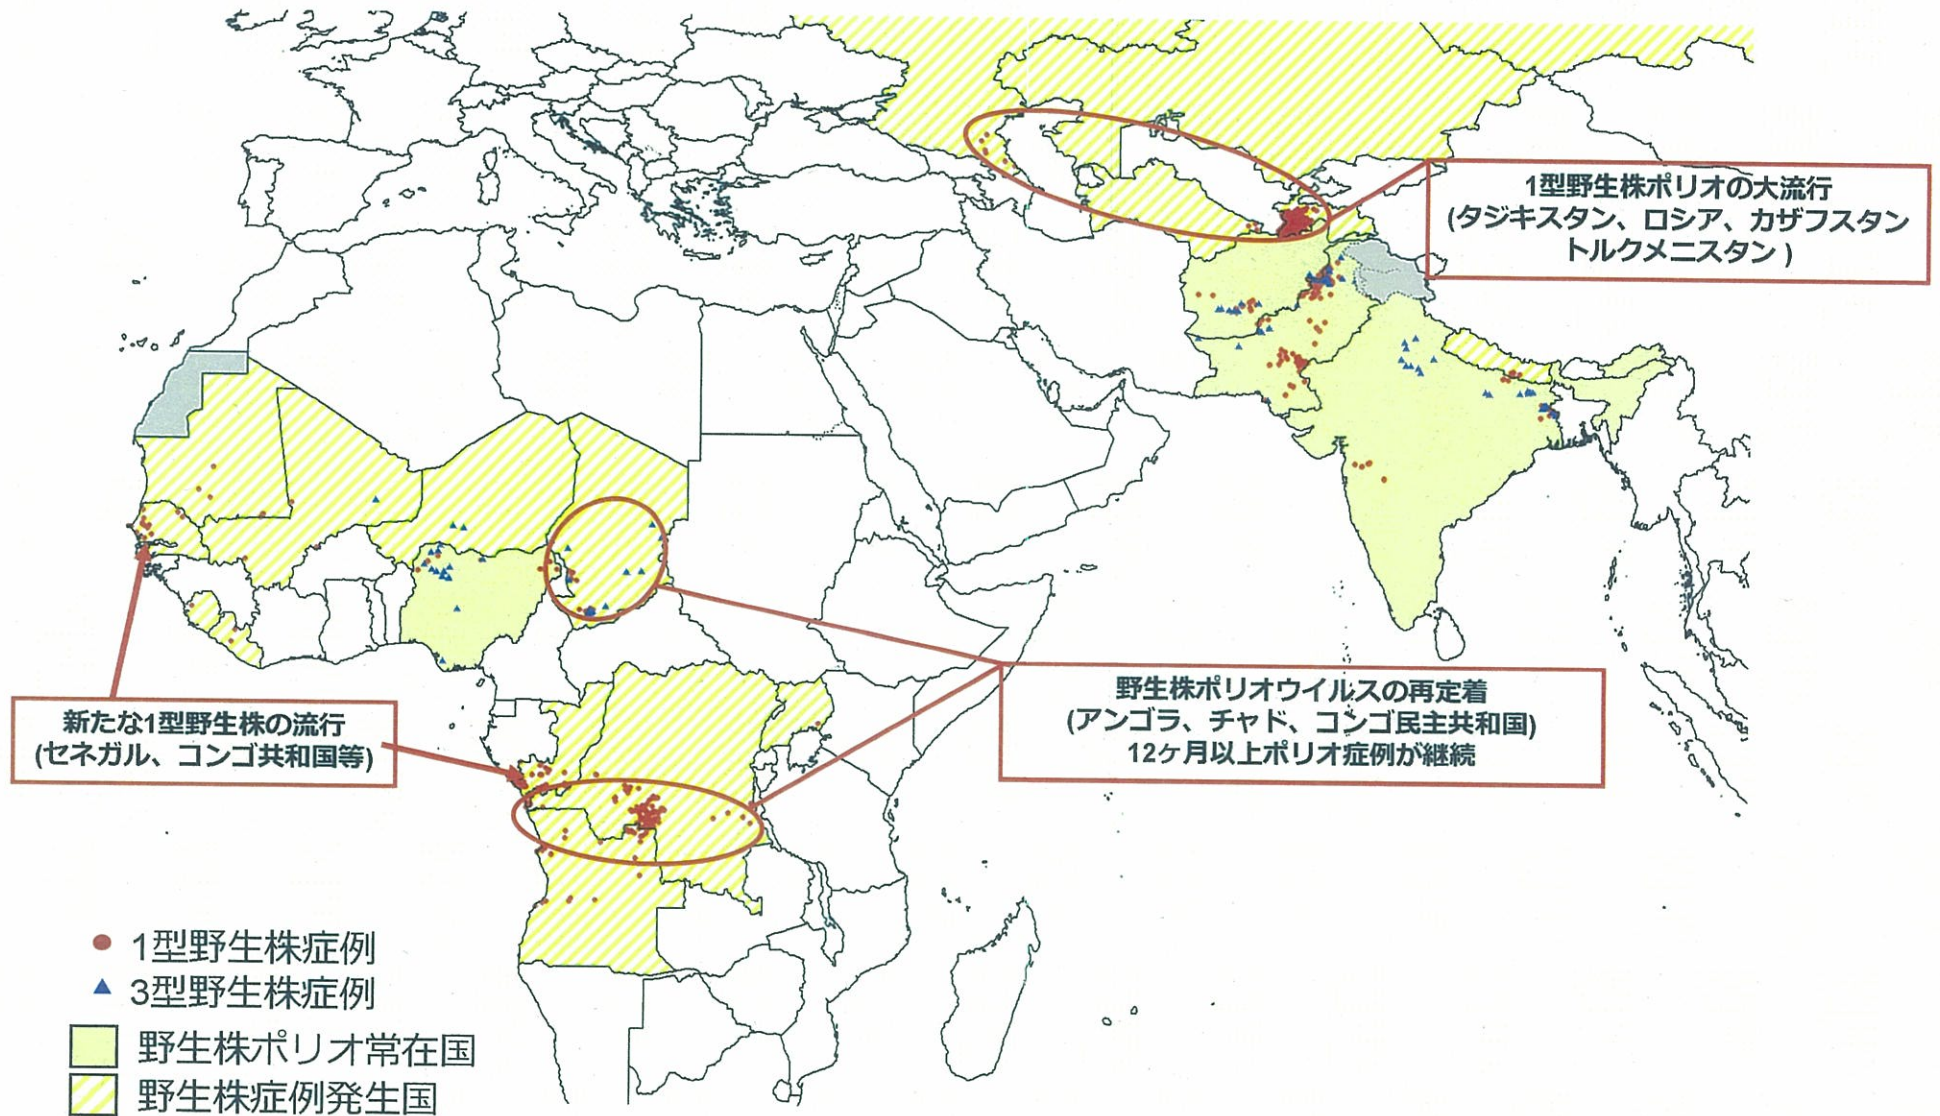 1型野生株ポリオの大流行
(タジキスタン、ロシア、カザフスタン
トルクメニスタン )
新たな1型野生株の流行
(セネガル、コンゴ共和国等)
野生株ポリオウイルスの再定着
(アンゴラ、チャド、コンゴ民主共和国)
12ヶ月以上ポリオ症例が継続
1型野生株症例
3型野生株症例
野生株ポリオ常在国
野生株症例発生国